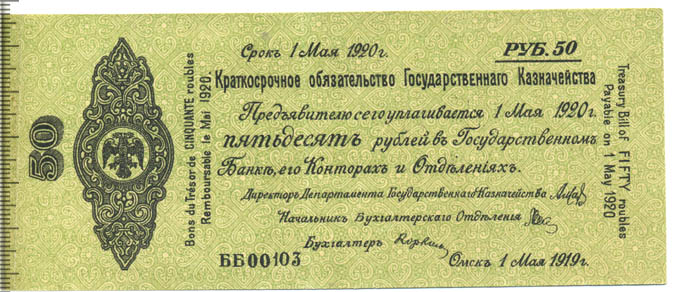 Срокъ 1 Мая 1920г.
РУБ. 50
Краткосрочное обязательство Государственнаго Казначейства
Предъявителю сего уплачивается 1 Мая 1920г.
пятьдесятъ рублей въ Государственномъ
Банкѣ, его Конторахъ и Отдѣленіяхъ.
Директоръ Департамента Государственнаго Казначейства
Начальникъ Бухгалтерскаго Отдѣленія
Бухгалтеръ
ББ00103
Омскъ 1 Мая 1919г.
50
Bons du Trésor de CINQUANTE roubles
Remboursable le Mai 1920
Treasury Bill of FIFTY roubles
Payable on 1 May 1920